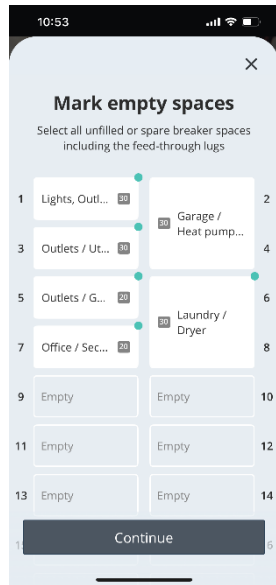 10:53
Mark empty spaces
Select all unfilled or spare breaker spaces
including the feed-through lugs
1 Lights, Outl... 30
2
30 Garage /
Heat pump...
3 Outlets / Ut... 30
4
5 Outlets / G... 20
6
30 Laundry /
Dryer
7 Office / Sec... 20
8
9 Empty Empty 10
11 Empty Empty 12
13 Empty Empty 14
Continue